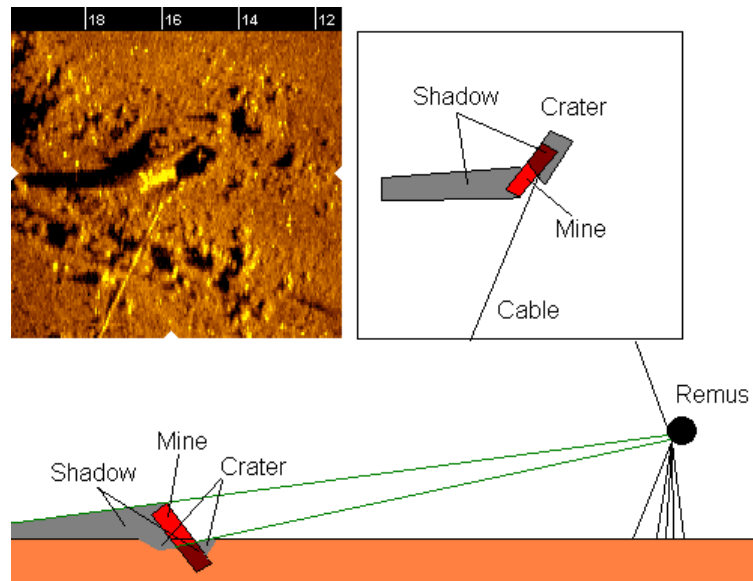 18 16 14 12
Shadow
Crater
Mine
Cable
Remus
Mine
Shadow
Crater